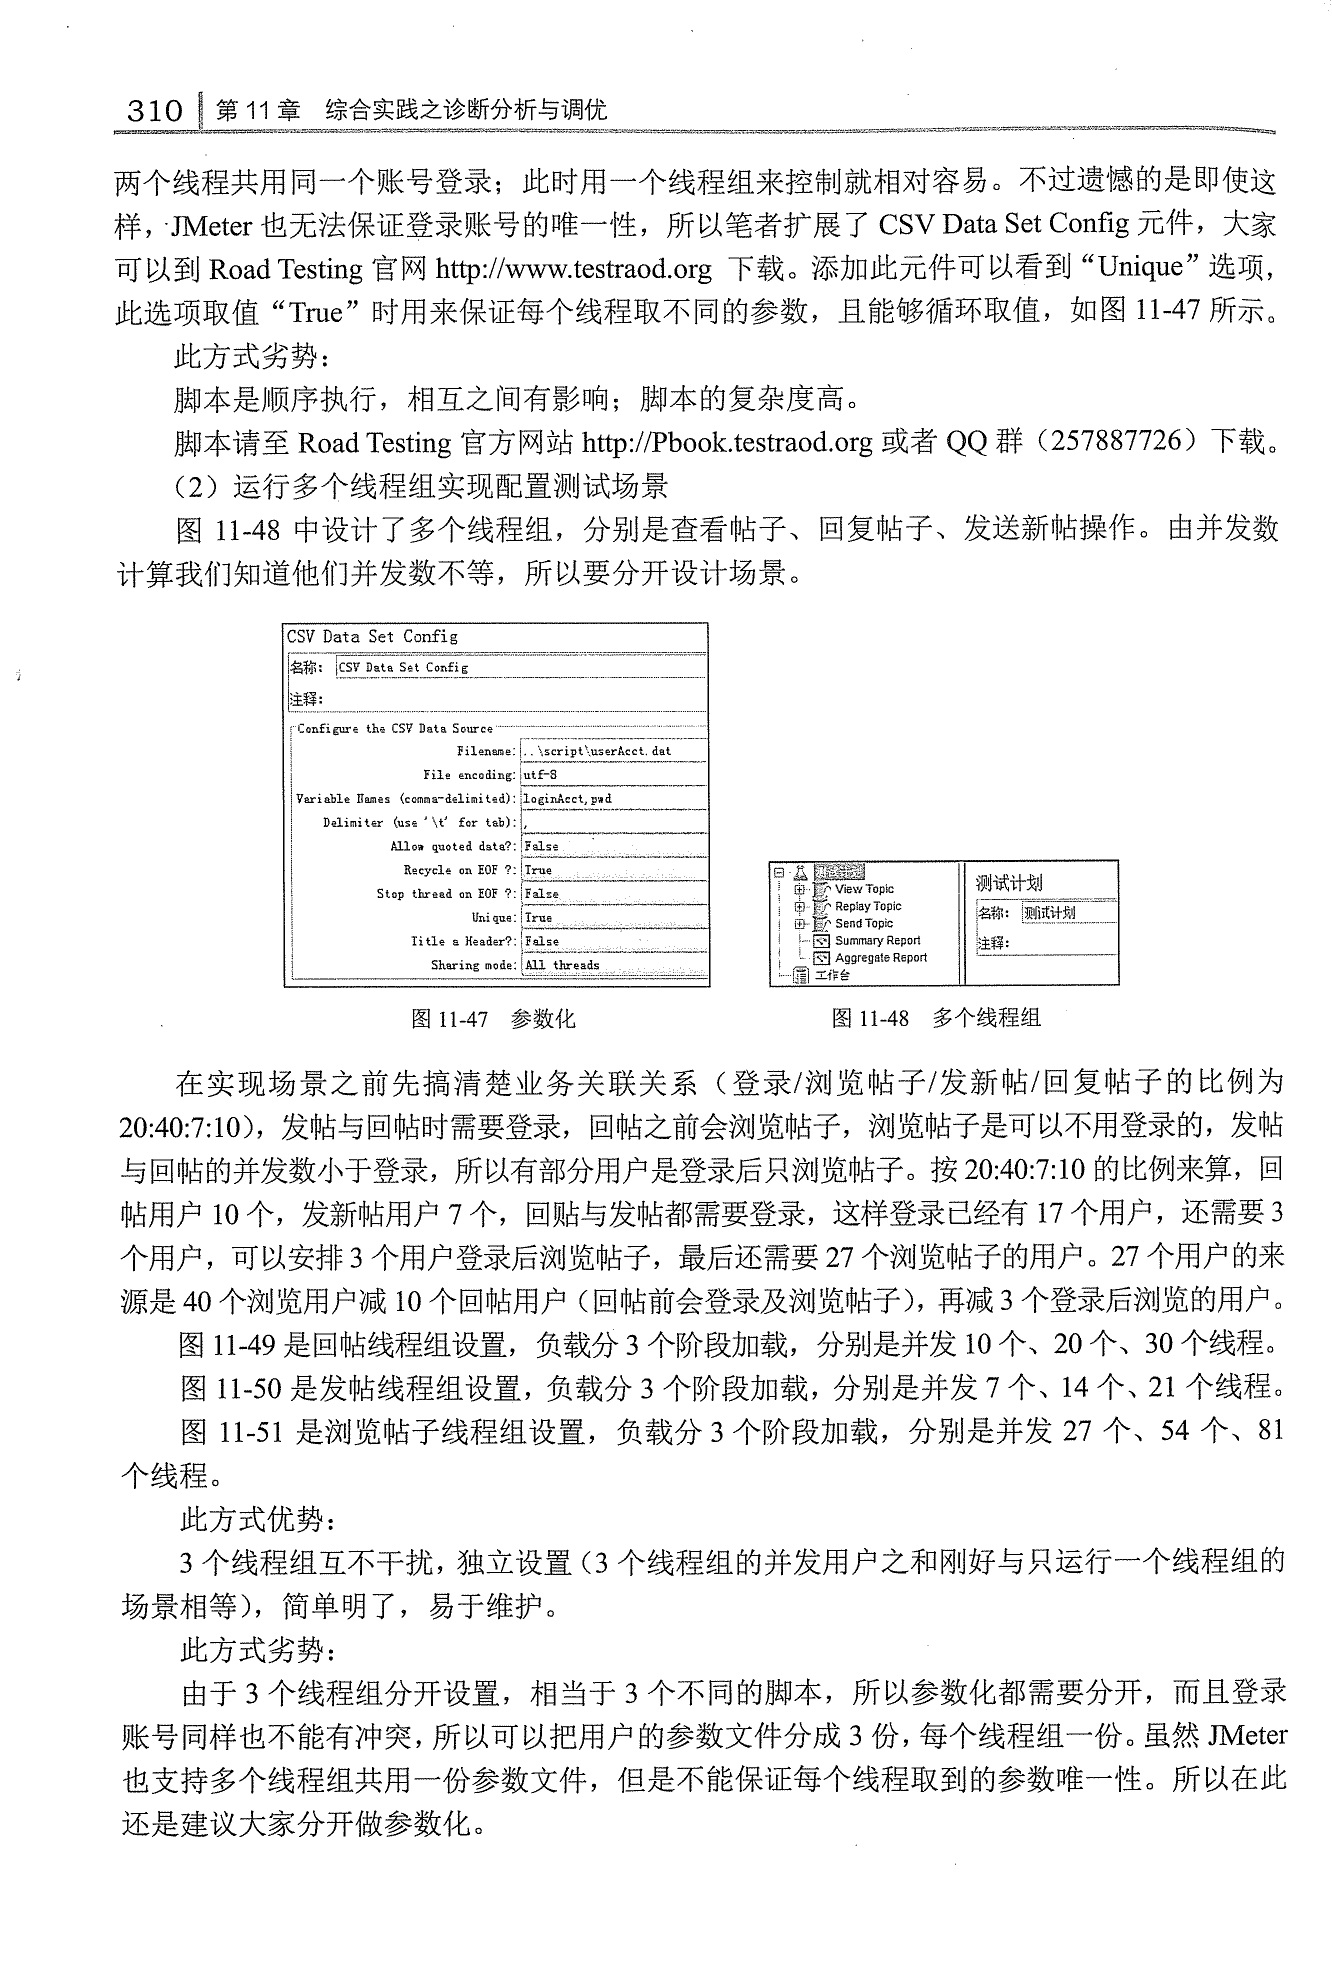 310 第 11 章 综合实践之诊断分析与调优
两个线程共用同一个账号登录；此时用一个线程组来控制就相对容易。不过遗憾的是即使这
样，JMeter 也无法保证登录账号的唯一性，所以笔者扩展了 CSV Data Set Config 元件，大家
可以到 Road Testing 官网 http://www.testraod.org 下载。添加此元件可以看到“Unique”选项，
此选项取值“True”时用来保证每个线程取不同的参数，且能够循环取值，如图 11-47 所示。
此方式劣势：
脚本是顺序执行，相互之间有影响；脚本的复杂度高。
脚本请至 Road Testing 官方网站 http://Pbook.testraod.org 或者 QQ 群（257887726）下载。
（2）运行多个线程组实现配置测试场景
图 11-48 中设计了多个线程组，分别是查看帖子、回复帖子、发送新帖操作。由并发数
计算我们知道他们并发数不等，所以要分开设计场景。
CSV Data Set Config
名称： CSV Data Set Config
注释：
Configure the CSV Data Source
Filename: ..\script\userAcct.dat
File encoding: utf-8
Variable Names (comma-delimited): loginAcct,pwd
Delimiter (use '\t' for tab): ,
Allow quoted data?: False
Recycle on EOF ?: True
Stop thread on EOF ?: False
Unique: True
Title a Header?: False
Sharing mode: All threads
图 11-47 参数化
View Topic
Replay Topic
Send Topic
Summary Report
Aggregate Report
工作台
测试计划
名称： 测试计划
注释：
图 11-48 多个线程组
在实现场景之前先搞清楚业务关联关系（登录/浏览帖子/发新帖/回复帖子的比例为
20:40:7:10），发帖与回帖时需要登录，回帖之前会浏览帖子，浏览帖子是可以不用登录的，发帖
与回帖的并发数小于登录，所以有部分用户是登录后只浏览帖子。按 20:40:7:10 的比例来算，回
帖用户 10 个，发新帖用户 7 个，回贴与发帖都需要登录，这样登录已经有 17 个用户，还需要 3
个用户，可以安排 3 个用户登录后浏览帖子，最后还需要 27 个浏览帖子的用户。27 个用户的来
源是 40 个浏览用户减 10 个回帖用户（回帖前会登录及浏览帖子），再减 3 个登录后浏览的用户。
图 11-49 是回帖线程组设置，负载分 3 个阶段加载，分别是并发 10 个、20 个、30 个线程。
图 11-50 是发帖线程组设置，负载分 3 个阶段加载，分别是并发 7 个、14 个、21 个线程。
图 11-51 是浏览帖子线程组设置，负载分 3 个阶段加载，分别是并发 27 个、54 个、81
个线程。
此方式优势：
3 个线程组互不干扰，独立设置（3 个线程组的并发用户之和刚好与只运行一个线程组的
场景相等），简单明了，易于维护。
此方式劣势：
由于 3 个线程组分开设置，相当于 3 个不同的脚本，所以参数化都需要分开，而且登录
账号同样也不能有冲突，所以可以把用户的参数文件分成 3 份，每个线程组一份。虽然 JMeter
也支持多个线程组共用一份参数文件，但是不能保证每个线程取到的参数唯一性。所以在此
还是建议大家分开做参数化。